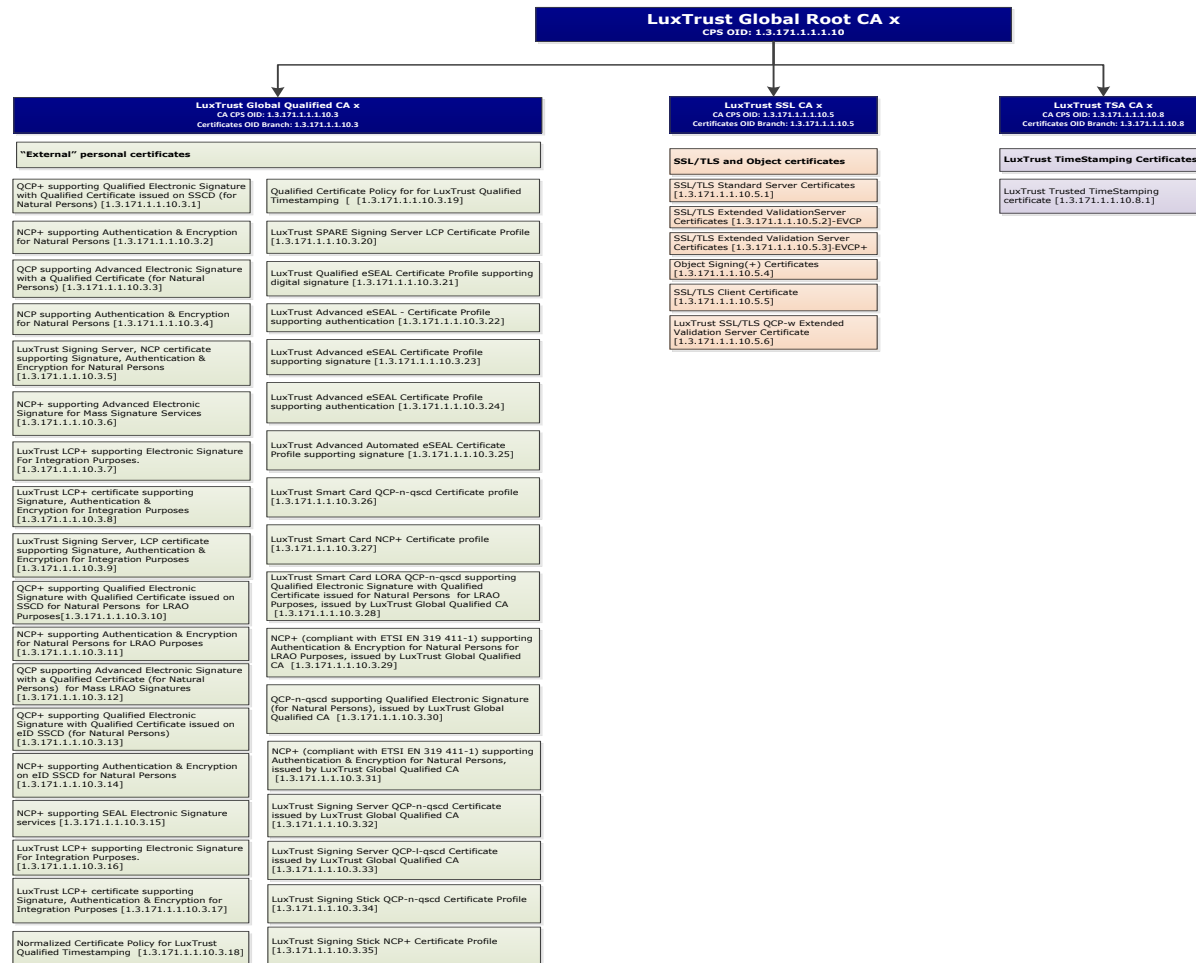 LuxTrust Global Root CA x
CPS OID: 1.3.171.1.1.1.10
LuxTrust Global Qualified CA x
CA CPS OID: 1.3.171.1.1.1.10.3
Certificates OID Branch: 1.3.171.1.1.10.3
"External" personal certificates
QCP+ supporting Qualified Electronic Signature
with Qualified Certificate issued on SSCD (for
Natural Persons) [1.3.171.1.1.10.3.1]
NCP+ supporting Authentication & Encryption
for Natural Persons [1.3.171.1.1.10.3.2]
QCP supporting Advanced Electronic Signature
with a Qualified Certificate (for Natural
Persons) [1.3.171.1.1.10.3.3]
NCP supporting Authentication & Encryption
for Natural Persons [1.3.171.1.1.10.3.4]
LuxTrust Signing Server, NCP certificate
supporting Signature, Authentication &
Encryption for Natural Persons
[1.3.171.1.1.10.3.5]
NCP+ supporting Advanced Electronic
Signature for Mass Signature Services
[1.3.171.1.1.10.3.6]
LuxTrust LCP+ supporting Electronic Signature
For Integration Purposes.
[1.3.171.1.1.10.3.7]
LuxTrust LCP+ certificate supporting
Signature, Authentication &
Encryption for Integration Purposes
[1.3.171.1.1.10.3.8]
LuxTrust Signing Server, LCP certificate
supporting Signature, Authentication &
Encryption for Integration Purposes
[1.3.171.1.1.10.3.9]
QCP+ supporting Qualified Electronic
Signature with Qualified Certificate issued on
SSCD for Natural Persons for LRAO
Purposes[1.3.171.1.1.10.3.10]
NCP+ supporting Authentication & Encryption
for Natural Persons for LRAO Purposes
[1.3.171.1.1.10.3.11]
QCP supporting Advanced Electronic Signature
with a Qualified Certificate (for Natural
Persons) for Mass LRAO Signatures
[1.3.171.1.1.10.3.12]
QCP+ supporting Qualified Electronic
Signature with Qualified Certificate issued on
eID SSCD (for Natural Persons)
[1.3.171.1.1.10.3.13]
NCP+ supporting Authentication & Encryption
on eID SSCD for Natural Persons
[1.3.171.1.1.10.3.14]
NCP+ supporting SEAL Electronic Signature
services [1.3.171.1.1.10.3.15]
LuxTrust LCP+ supporting Electronic Signature
For Integration Purposes.
[1.3.171.1.1.10.3.16]
LuxTrust LCP+ certificate supporting
Signature, Authentication & Encryption for
Integration Purposes [1.3.171.1.1.10.3.17]
Normalized Certificate Policy for LuxTrust
Qualified Timestamping [1.3.171.1.1.10.3.18]
Qualified Certificate Policy for for LuxTrust Qualified
Timestamping [ [1.3.171.1.1.10.3.19]
LuxTrust SPARE Signing Server LCP Certificate Profile
[1.3.171.1.1.10.3.20]
LuxTrust Qualified eSEAL Certificate Profile supporting
digital signature [1.3.171.1.1.10.3.21]
LuxTrust Advanced eSEAL - Certificate Profile
supporting authentication [1.3.171.1.1.10.3.22]
LuxTrust Advanced eSEAL Certificate Profile
supporting signature [1.3.171.1.1.10.3.23]
LuxTrust Advanced eSEAL Certificate Profile
supporting authentication [1.3.171.1.1.10.3.24]
LuxTrust Advanced Automated eSEAL Certificate
Profile supporting signature [1.3.171.1.1.10.3.25]
LuxTrust Smart Card QCP-n-qscd Certificate profile
[1.3.171.1.1.10.3.26]
LuxTrust Smart Card NCP+ Certificate profile
[1.3.171.1.1.10.3.27]
LuxTrust Smart Card LORA QCP-n-qscd supporting
Qualified Electronic Signature with Qualified
Certificate issued for Natural Persons for LRAO
Purposes, issued by LuxTrust Global Qualified CA
[1.3.171.1.1.10.3.28]
NCP+ (compliant with ETSI EN 319 411-1) supporting
Authentication & Encryption for Natural Persons for
LRAO Purposes, issued by LuxTrust Global Qualified
CA [1.3.171.1.1.10.3.29]
QCP-n-qscd supporting Qualified Electronic Signature
(for Natural Persons), issued by LuxTrust Global
Qualified CA [1.3.171.1.1.10.3.30]
NCP+ (compliant with ETSI EN 319 411-1) supporting
Authentication & Encryption for Natural Persons,
issued by LuxTrust Global Qualified CA
[1.3.171.1.1.10.3.31]
LuxTrust Signing Server QCP-n-qscd Certificate
issued by LuxTrust Global Qualified CA
[1.3.171.1.1.10.3.32]
LuxTrust Signing Server QCP-l-qscd Certificate
issued by LuxTrust Global Qualified CA
[1.3.171.1.1.10.3.33]
LuxTrust Signing Stick QCP-n-qscd Certificate Profile
[1.3.171.1.1.10.3.34]
LuxTrust Signing Stick NCP+ Certificate Profile
[1.3.171.1.1.10.3.35]
LuxTrust SSL CA x
CA CPS OID: 1.3.171.1.1.1.10.5
Certificates OID Branch: 1.3.171.1.1.10.5
SSL/TLS and Object certificates
SSL/TLS Standard Server Certificates
[1.3.171.1.1.10.5.1]
SSL/TLS Extended ValidationServer
Certificates [1.3.171.1.1.10.5.2]-EVCP
SSL/TLS Extended Validation Server
Certificates [1.3.171.1.1.10.5.3]-EVCP+
Object Signing(+) Certificates
[1.3.171.1.1.10.5.4]
SSL/TLS Client Certificate
[1.3.171.1.1.10.5.5]
LuxTrust SSL/TLS QCP-w Extended
Validation Server Certificate
[1.3.171.1.1.10.5.6]
LuxTrust TSA CA x
CA CPS OID: 1.3.171.1.1.1.10.8
Certificates OID Branch: 1.3.171.1.1.10.8
LuxTrust TimeStamping Certificates
LuxTrust Trusted TimeStamping
certificate [1.3.171.1.1.10.8.1]